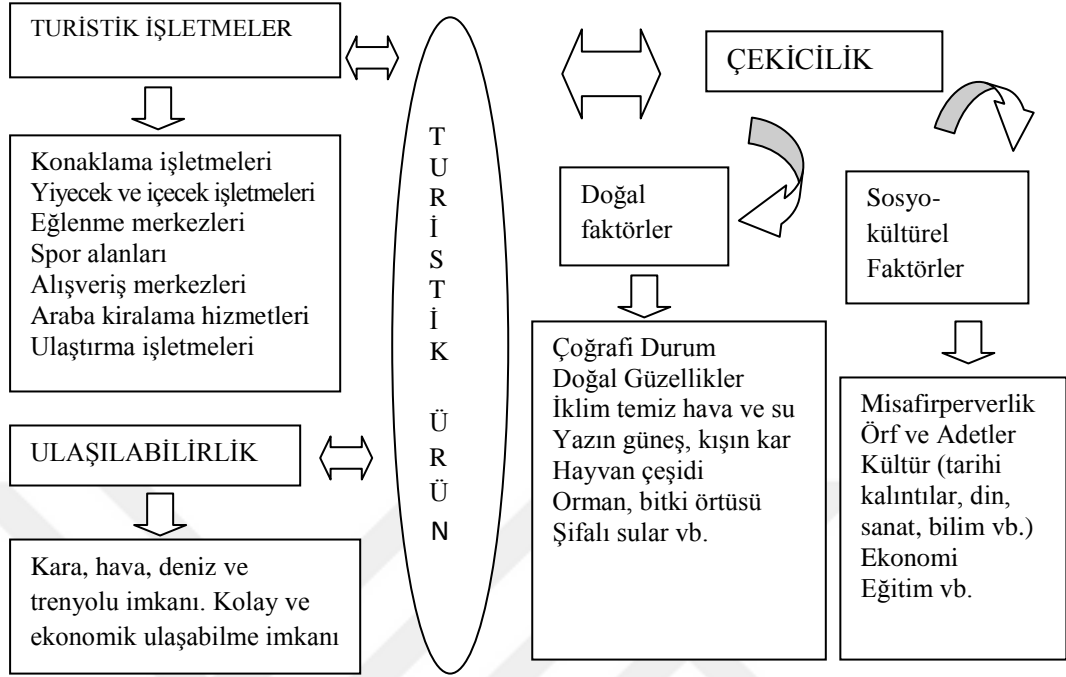 TURİSTİK İŞLETMELER
Konaklama işletmeleri
Yiyecek ve içecek işletmeleri
Eğlenme merkezleri
Spor alanları
Alışveriş merkezleri
Araba kiralama hizmetleri
Ulaştırma işletmeleri
ULAŞILABİLİRLİK
Kara, hava, deniz ve
trenyolu imkanı. Kolay ve
ekonomik ulaşabilme imkanı
TURİSTİK ÜRÜN
ÇEKİCİLİK
Doğal
faktörler
Çoğrafi Durum
Doğal Güzellikler
İklim temiz hava ve su
Yazın güneş, kışın kar
Hayvan çeşidi
Orman, bitki örtüsü
Şifalı sular vb.
Sosyo-
kültürel
Faktörler
Misafirperverlik
Örf ve Adetler
Kültür (tarihi
kalıntılar, din,
sanat, bilim vb.)
Ekonomi
Eğitim vb.